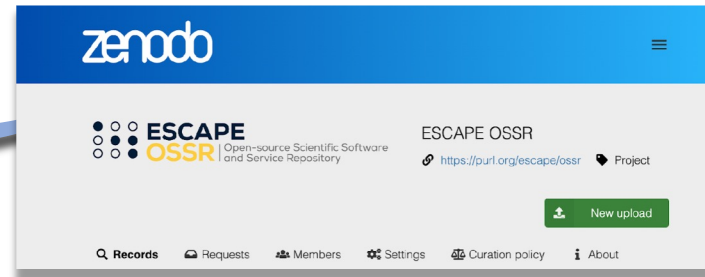 zenodo
ESCAPE
OSSR
Open-source Scientific Software
and Service Repository
ESCAPE OSSR
https://purl.org/escape/ossr Project
New upload
Records Requests Members Settings Curation policy About